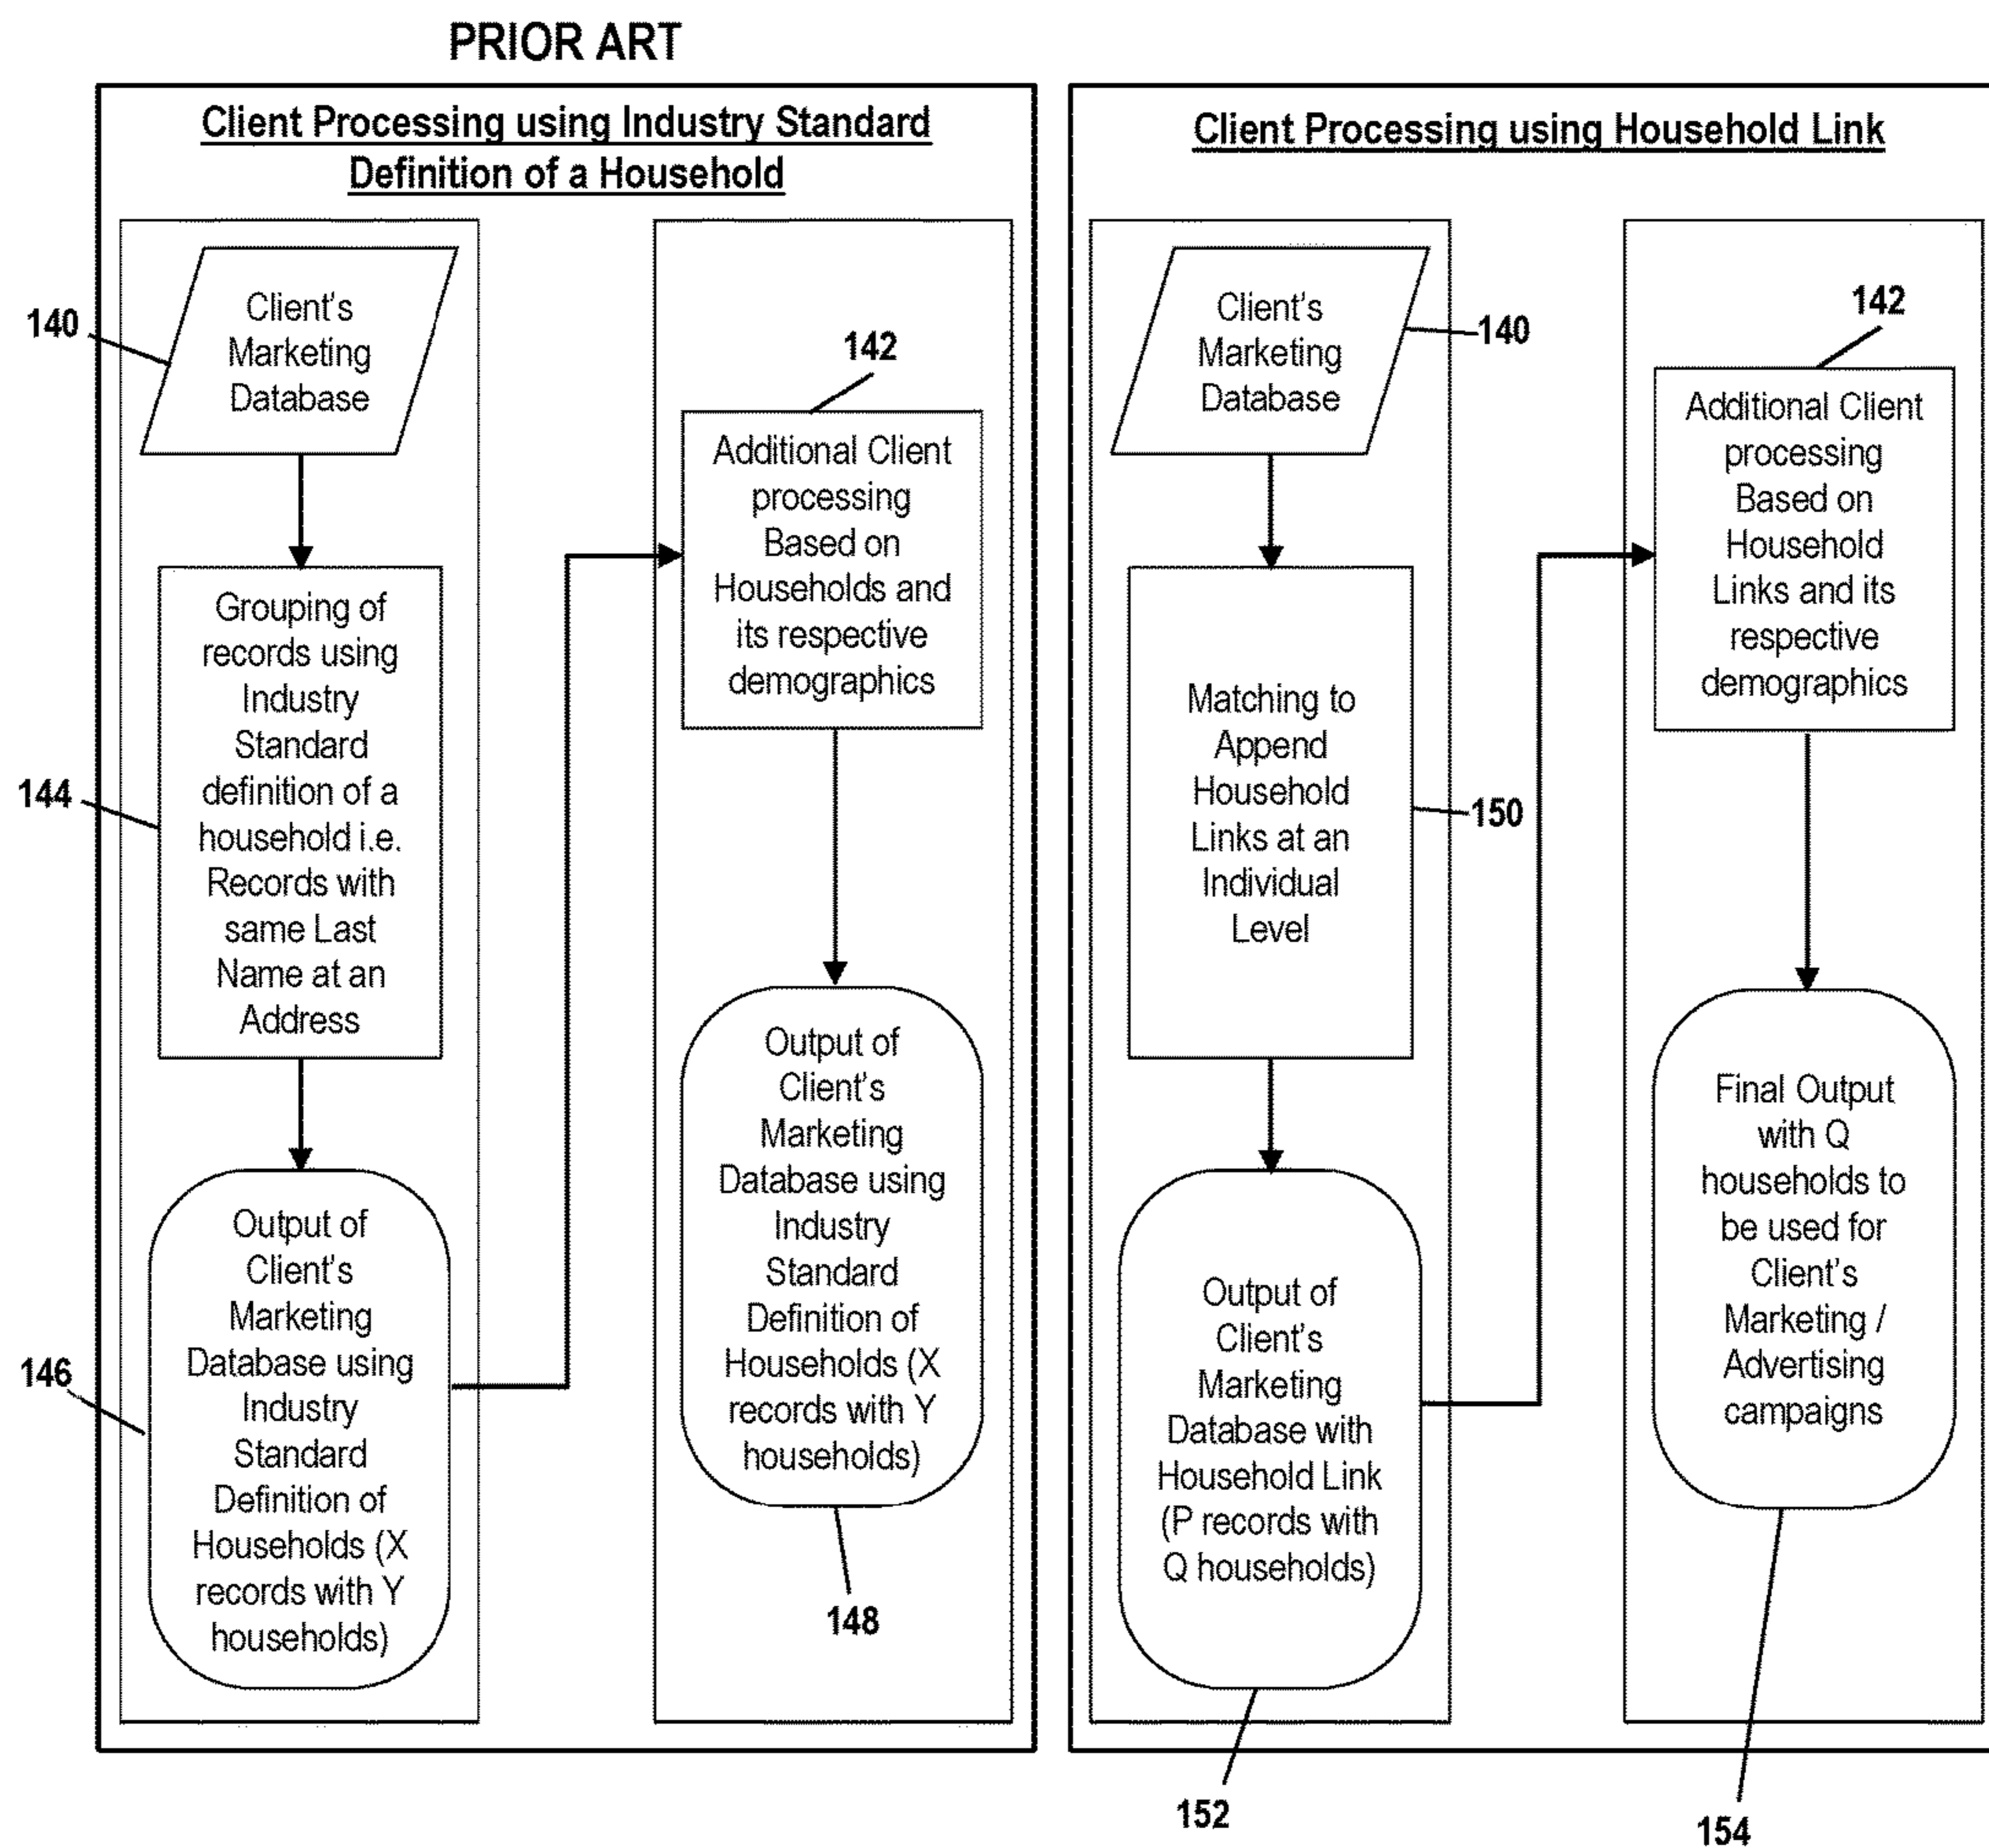 PRIOR ART
Client Processing using Industry Standard
Definition of a Household
Client's
Marketing
Database
140
Grouping of
records using
Industry
Standard
definition of a
household i.e.
Records with
same Last
Name at an
Address
144
Output of
Client's
Marketing
Database using
Industry
Standard
Definition of
Households (X
records with Y
households)
146
142
Additional Client
processing
Based on
Households and
its respective
demographics
Output of
Client's
Marketing
Database using
Industry
Standard
Definition of
Households (X
records with Y
households)
148
Client Processing using Household Link
Client's
Marketing
Database
140
Matching to
Append
Household
Links at an
Individual
Level
150
Output of
Client's
Marketing
Database with
Household Link
(P records with
Q households)
152
142
Additional Client
processing
Based on
Household
Links and its
respective
demographics
Final Output
with Q
households to
be used for
Client's
Marketing /
Advertising
campaigns
154